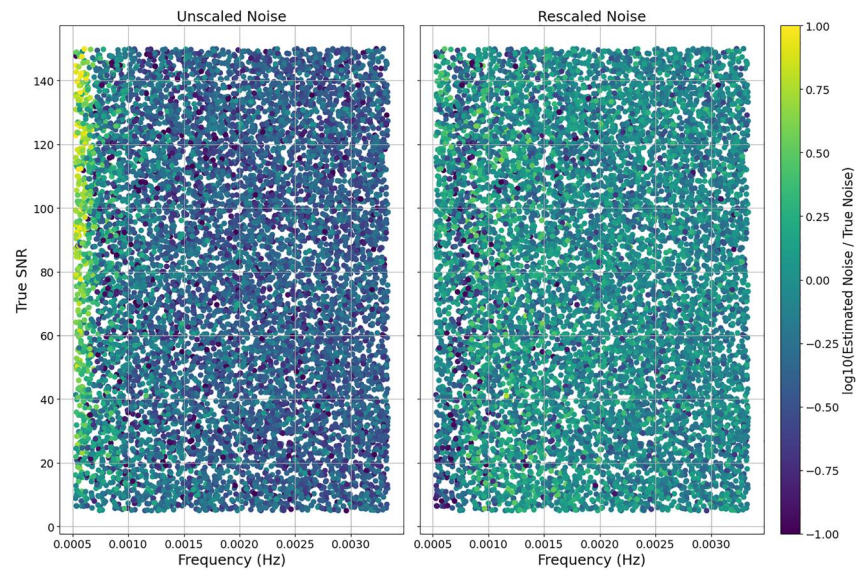 Unscaled Noise
Rescaled Noise
True SNR
140
120
100
80
60
40
20
0
0.0005 0.0010 0.0015 0.0020 0.0025 0.0030
Frequency (Hz)
0.0005 0.0010 0.0015 0.0020 0.0025 0.0030
Frequency (Hz)
1.00
0.75
0.50
0.25
0.00
−0.25
−0.50
−0.75
−1.00
log10(Estimated Noise / True Noise)